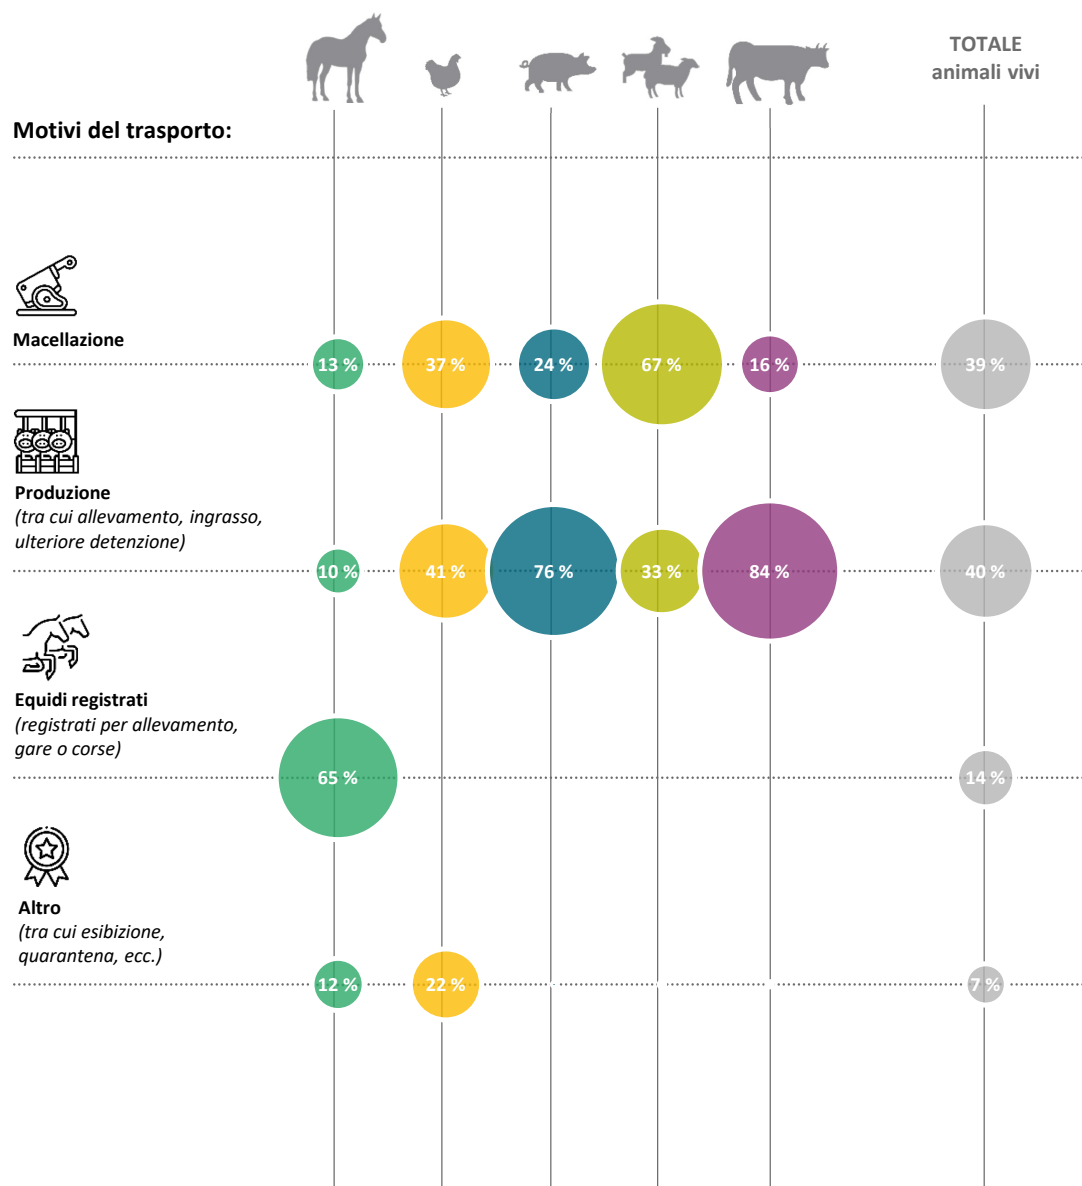 TOTALE
animali vivi
Motivi del trasporto:
Macellazione
13 % 37 % 24 % 67 % 16 % 39 %
Produzione
(tra cui allevamento, ingrasso,
ulteriore detenzione)
10 % 41 % 76 % 33 % 84 % 40 %
Equidi registrati
(registrati per allevamento,
gare o corse)
65 % 14 %
Altro
(tra cui esibizione,
quarantena, ecc.)
12 % 22 % 7 %